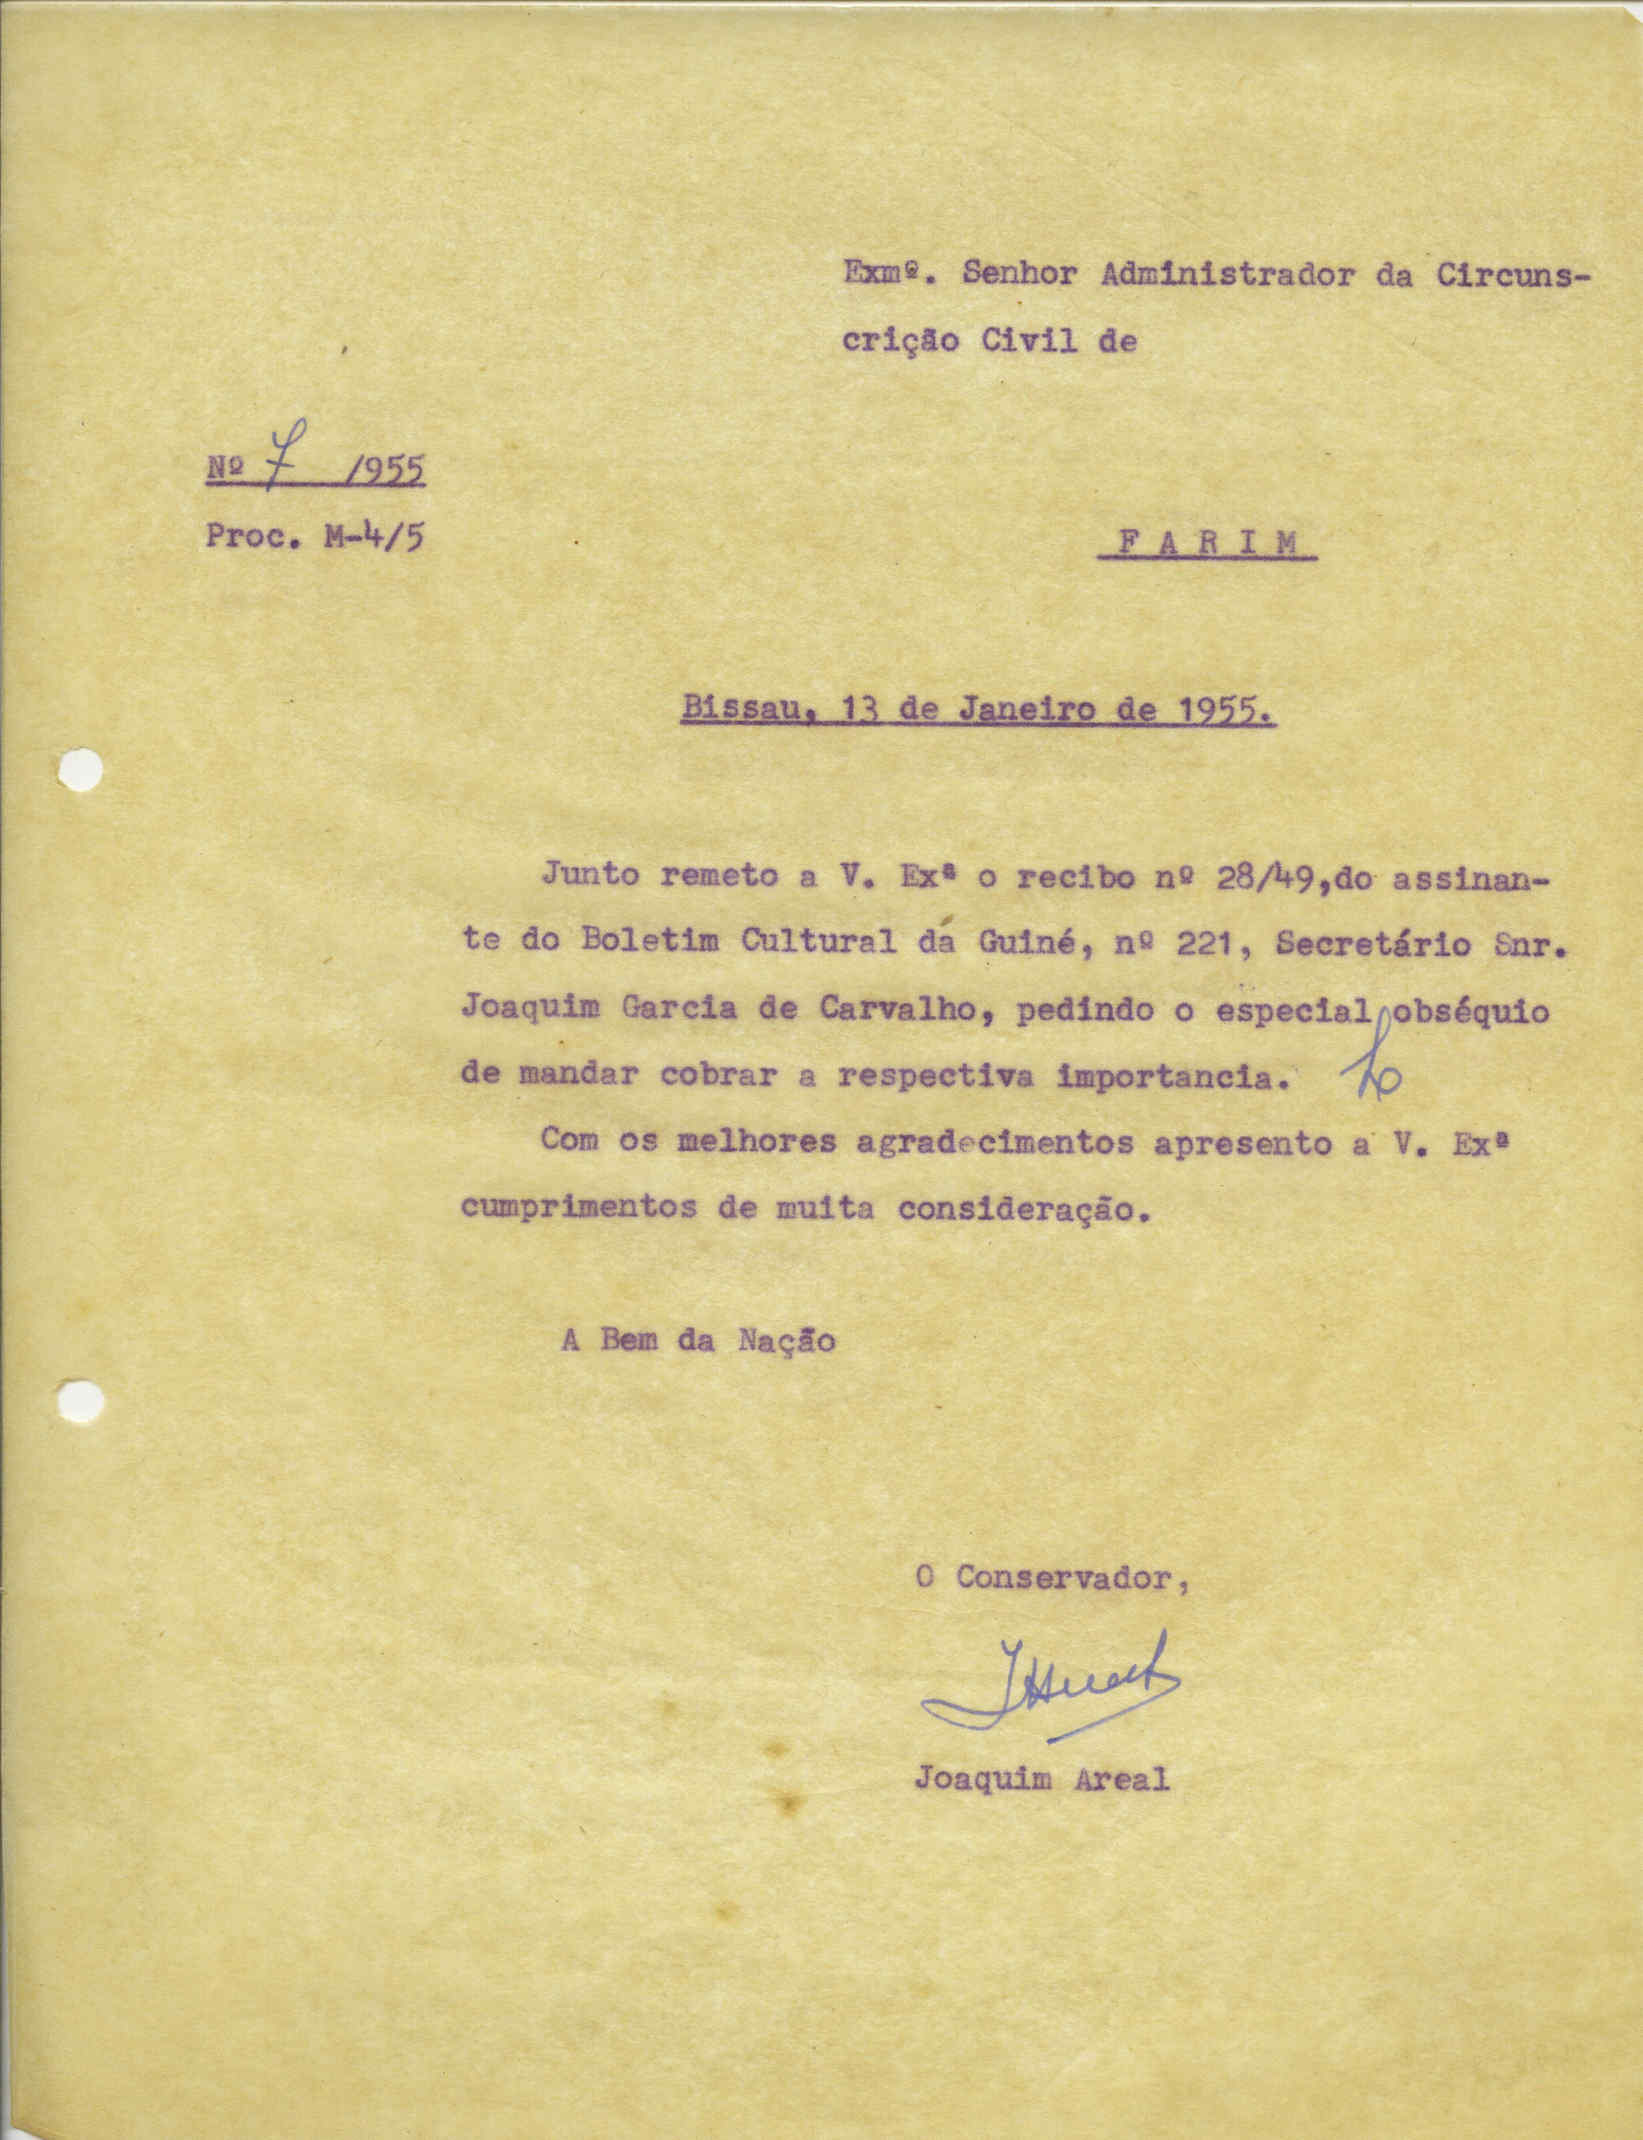 Exmº. Senhor Administrador da Circuns-
crição Civil de
Nº 7 /1955
Proc. M-4/5
F A R I M
Bissau, 13 de Janeiro de 1955.
Junto remeto a V. Exª o recibo nº 28/49,do assinan-
te do Boletim Cultural da Guiné, nº 221, Secretário Snr.
Joaquim Garcia de Carvalho, pedindo o especial obséquio
de mandar cobrar a respectiva importancia.
Com os melhores agradecimentos apresento a V. Exª
cumprimentos de muita consideração.
A Bem da Nação
O Conservador,
Joaquim Areal